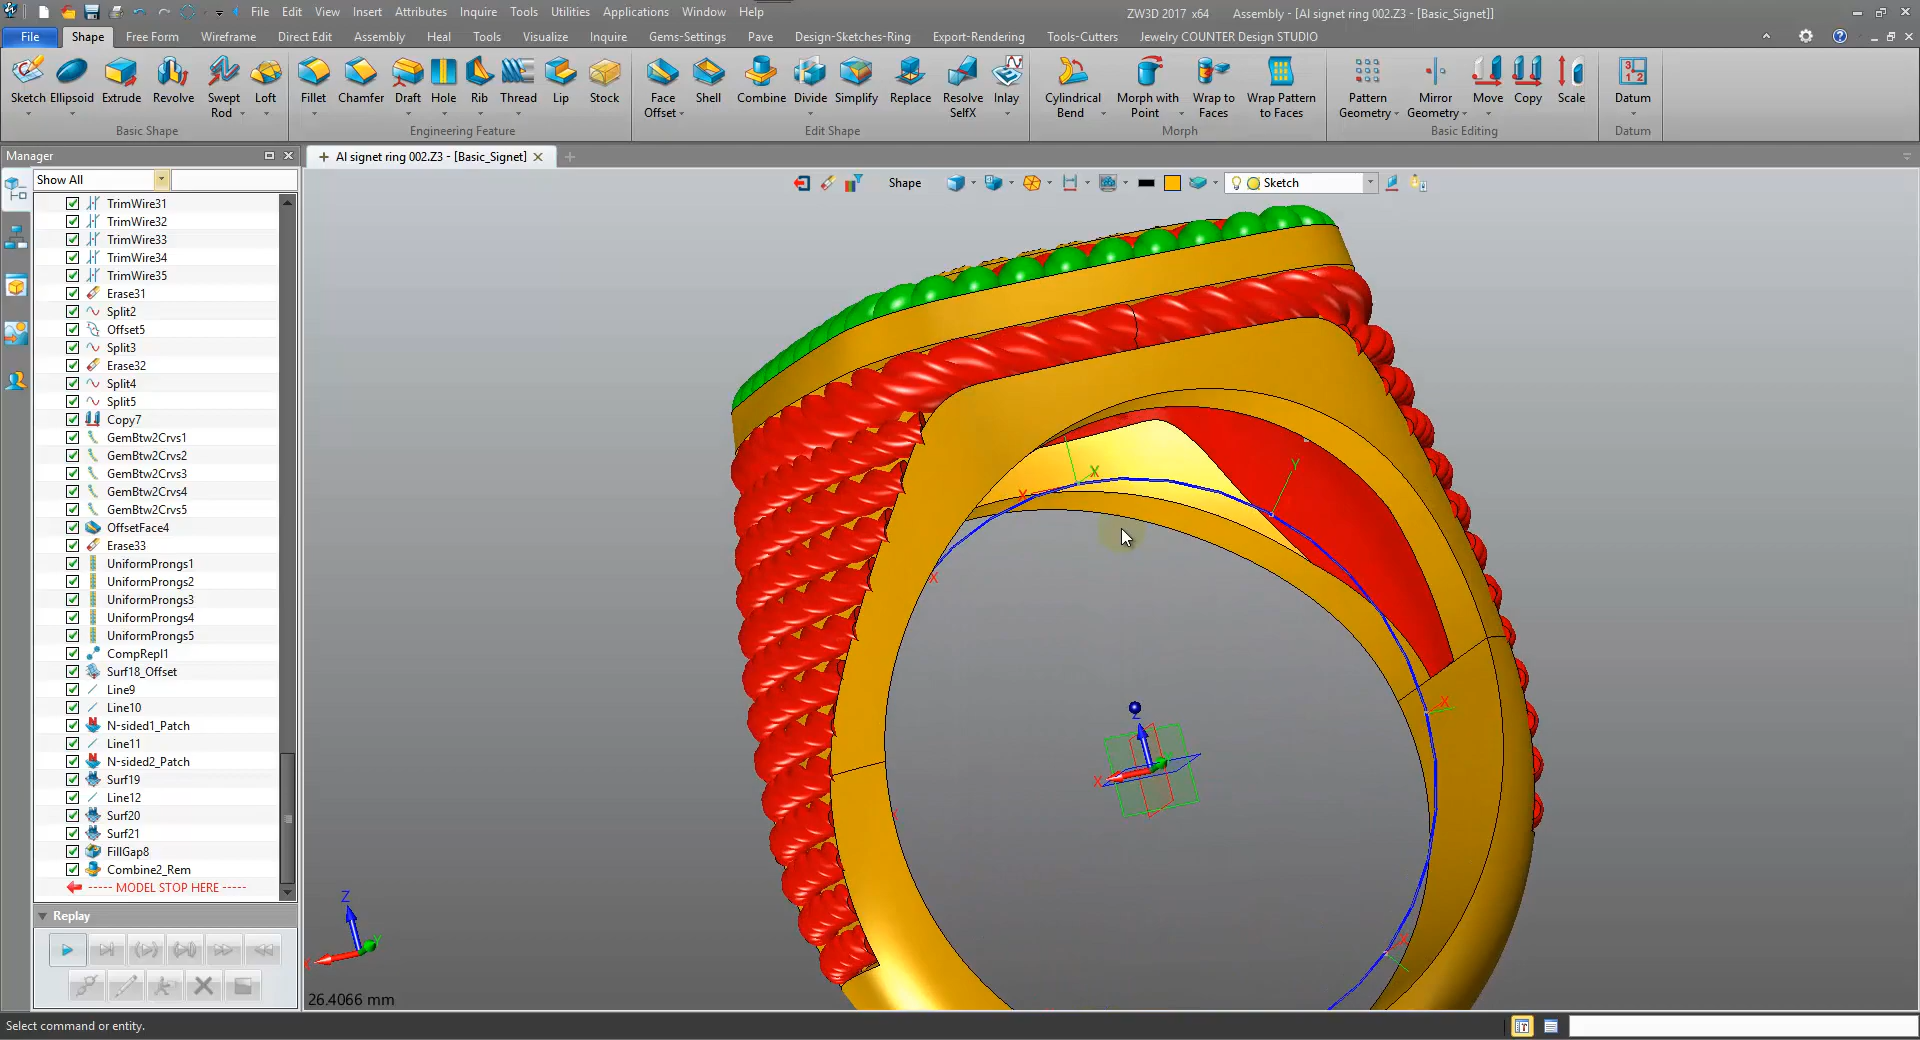 File Edit View Insert Attributes Inquire Tools Utilities Applications Window Help
ZW3D 2017 x64 Assembly - [AI signet ring 002.Z3 - [Basic_Signet]]
File Shape Free Form Wireframe Direct Edit Assembly Heal Tools Visualize Inquire Gems-Settings Pave Design-Sketches-Ring Export-Rendering Tools-Cutters Jewelry COUNTER Design STUDIO
Sketch Ellipsoid Extrude Revolve Swept Rod Loft
Fillet Chamfer Draft Hole Rib Thread Lip Stock
Face Offset Shell Combine Divide Simplify Replace Resolve SelfX Inlay
Cylindrical Bend Morph with Point Wrap to Faces Wrap Pattern to Faces
Pattern Geometry Mirror Geometry Move Copy Scale Datum
Basic Shape Engineering Feature Edit Shape Morph Basic Editing Datum
Manager
AI signet ring 002.Z3 - [Basic_Signet]
Show All
Shape
Sketch
TrimWire31
TrimWire32
TrimWire33
TrimWire34
TrimWire35
Erase31
Split2
Offset5
Split3
Erase32
Split4
Split5
Copy7
GemBtw2Crvs1
GemBtw2Crvs2
GemBtw2Crvs3
GemBtw2Crvs4
GemBtw2Crvs5
OffsetFace4
Erase33
UniformProngs1
UniformProngs2
UniformProngs3
UniformProngs4
UniformProngs5
CompRepl1
Surf18_Offset
Line9
Line10
N-sided1_Patch
Line11
N-sided2_Patch
Surf19
Line12
Surf20
Surf21
FillGap8
Combine2_Rem
----- MODEL STOP HERE -----
Replay
X
Y
X
X
X
Z
X
X
Z
Y
X
26.4066 mm
Select command or entity.